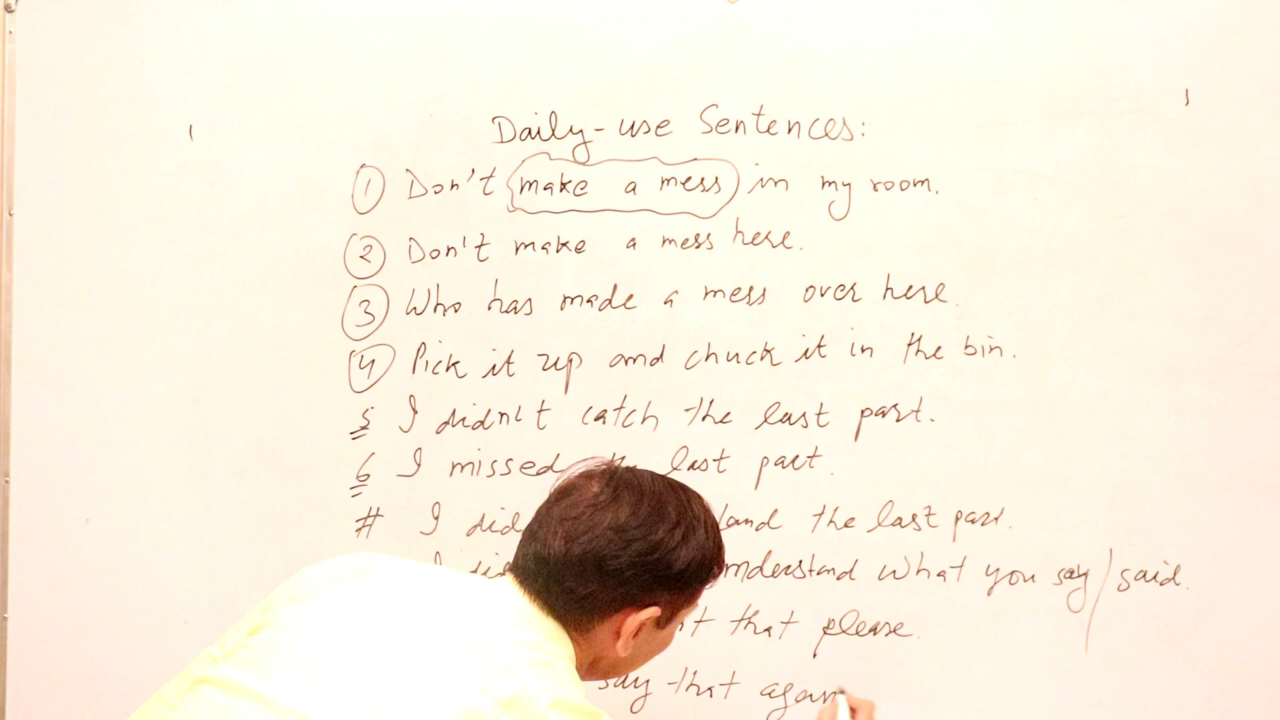 Daily-use Sentences:
1 Don't make a mess in my room.
2 Don't make a mess here.
3 Who has made a mess over here.
4 Pick it up and chuck it in the bin.
5 I didn't catch the last part.
6 I missed last part.
# I did the last part.
understand what you say/said.
that please.
say that again